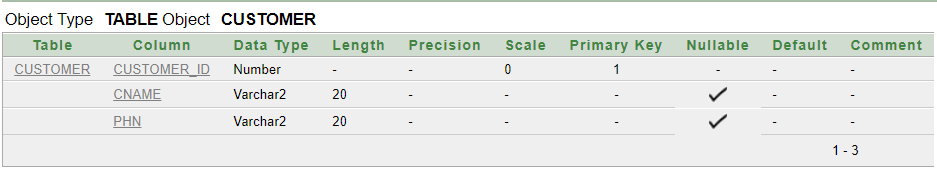 Object Type TABLE Object CUSTOMER
Table Column Data Type Length Precision Scale Primary Key Nullable Default Comment
CUSTOMER CUSTOMER_ID Number - - 0 1 - - -
CNAME Varchar2 20 - - - ✓ - -
PHN Varchar2 20 - - - ✓ - -
1 - 3